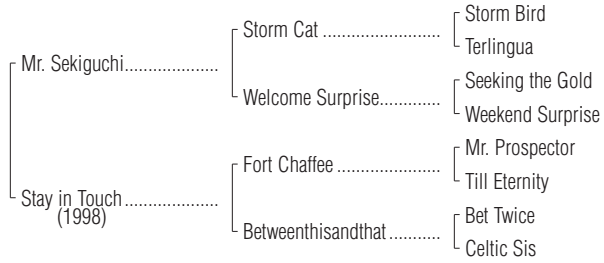 Storm Bird
Storm Cat ..............................
Terlingua
Mr. Sekiguchi........................
Seeking the Gold
Welcome Surprise...............
Weekend Surprise
Mr. Prospector
Fort Chaffee ..........................
Till Eternity
Stay in Touch........................
(1998)
Bet Twice
Betweenthisandthat.............
Celtic Sis